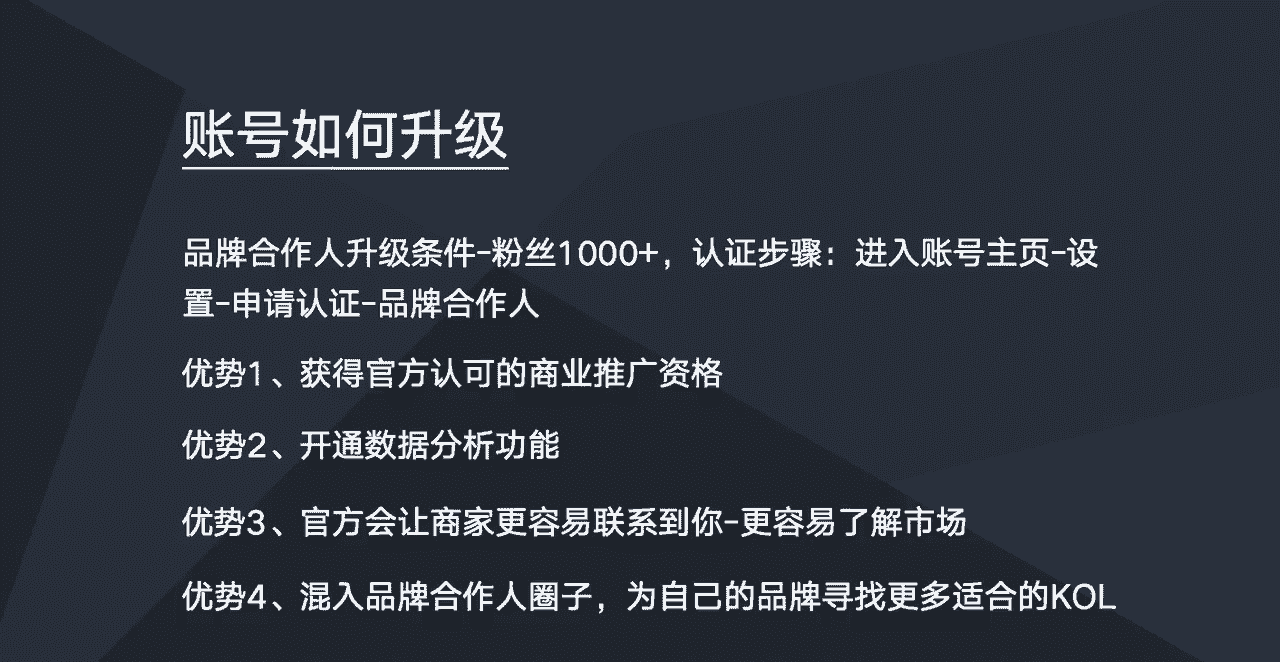 账号如何升级
品牌合作人升级条件-粉丝1000+，认证步骤：进入账号主页-设
置-申请认证-品牌合作人
优势1、获得官方认可的商业推广资格
优势2、开通数据分析功能
优势3、官方会让商家更容易联系到你-更容易了解市场
优势4、混入品牌合作人圈子，为自己的品牌寻找更多适合的KOL